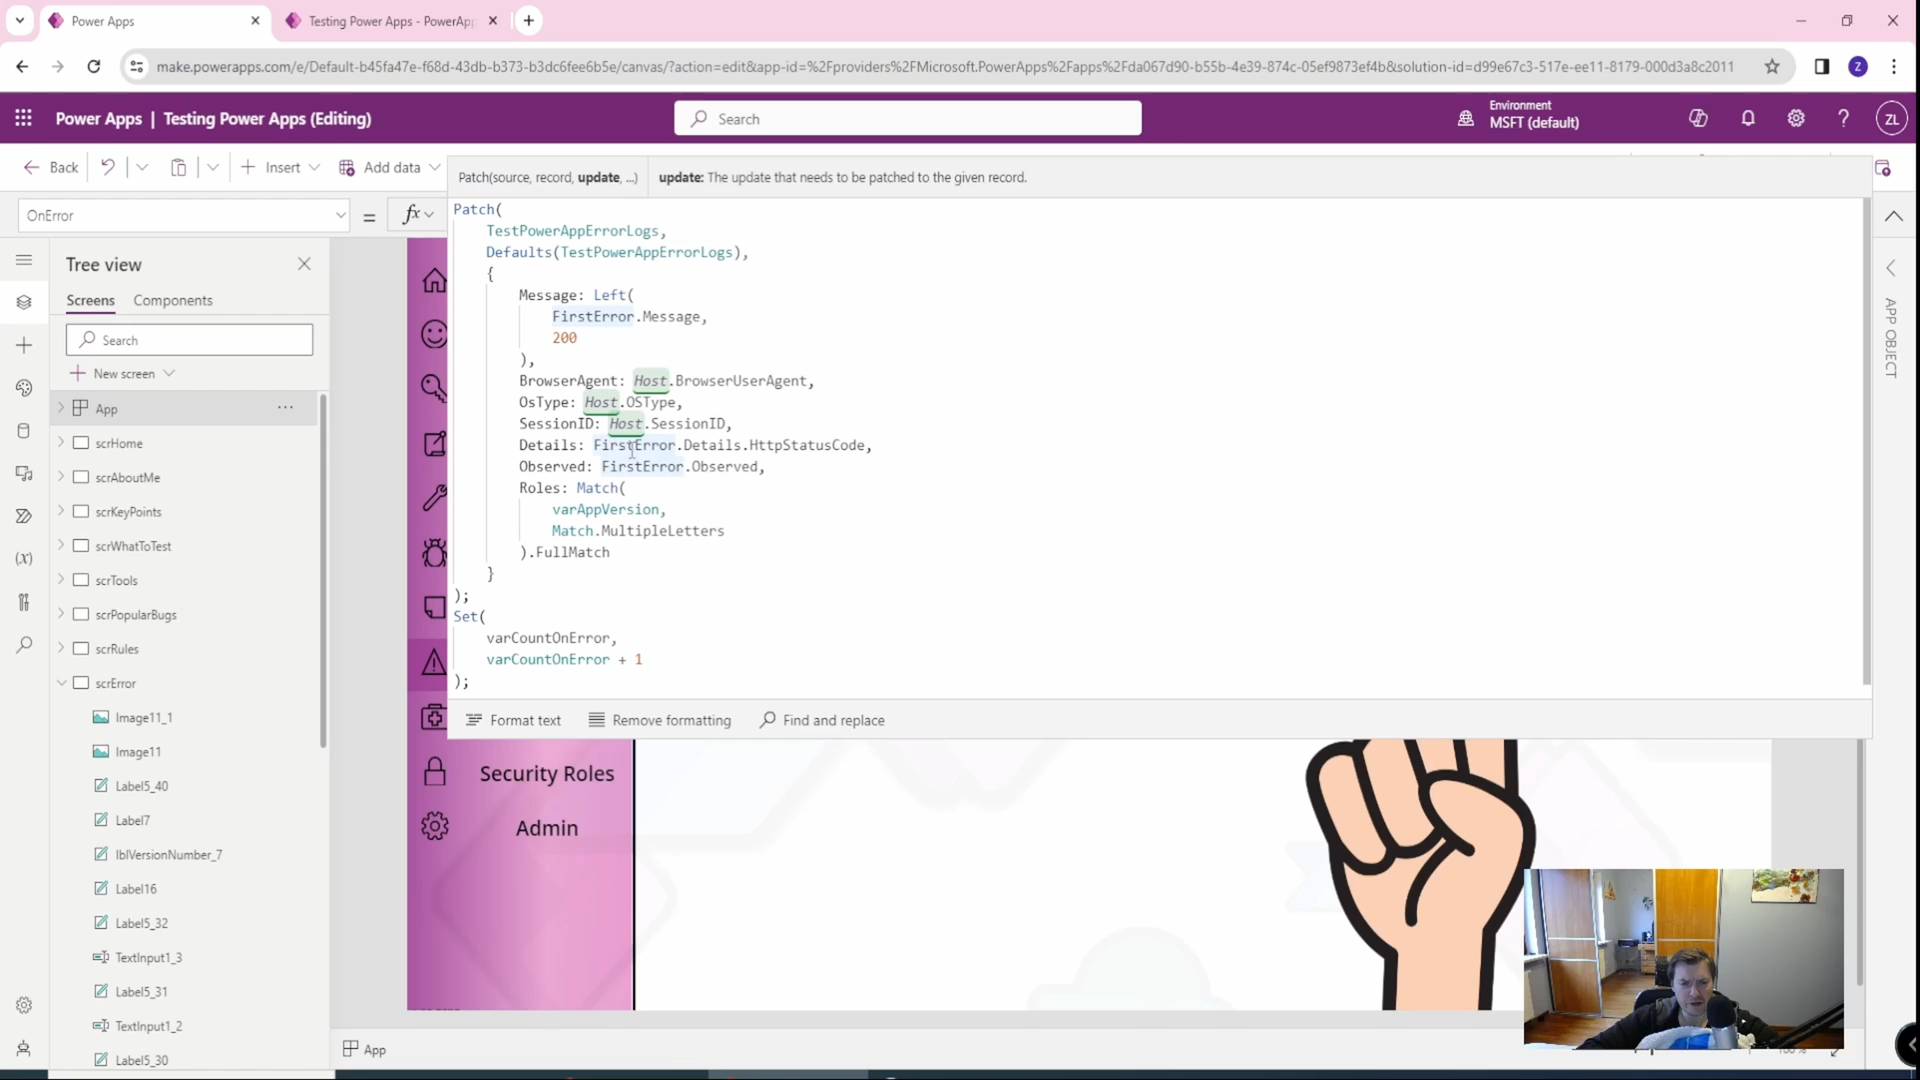 Power Apps
Testing Power Apps - PowerApp
make.powerapps.com/e/Default-b45fa47e-f68d-43db-b373-b3dc6fee6b5e/canvas/?action=edit&app-id=%2Fproviders%2FMicrosoft.PowerApps%2Fapps%2Fda067d90-b55b-4e39-874c-05ef9873ef4b&solution-id=d99e67c3-517e-ee11-8179-000d3a8c2011
Z
Power Apps | Testing Power Apps (Editing)
Search
Environment
MSFT (default)
ZL
Back
Insert
Add data
Patch(source, record, update, ...)
update: The update that needs to be patched to the given record.
OnError
=
fx
Patch(
TestPowerAppErrorLogs,
Defaults(TestPowerAppErrorLogs),
{
Message: Left(
FirstError.Message,
200
),
BrowserAgent: Host.BrowserUserAgent,
OsType: Host.OSType,
SessionID: Host.SessionID,
Details: FirstError.Details.HttpStatusCode,
Observed: FirstError.Observed,
Roles: Match(
varAppVersion,
Match.MultipleLetters
).FullMatch
}
);
Set(
varCountOnError,
varCountOnError + 1
);
Format text
Remove formatting
Find and replace
Tree view
Screens
Components
Search
New screen
App
scrHome
scrAboutMe
scrKeyPoints
scrWhatToTest
scrTools
scrPopularBugs
scrRules
scrError
Image11_1
Image11
Label5_40
Label7
lblVersionNumber_7
Label16
Label5_32
TextInput1_3
Label5_31
TextInput1_2
Label5_30
Security Roles
Admin
APP OBJECT
App